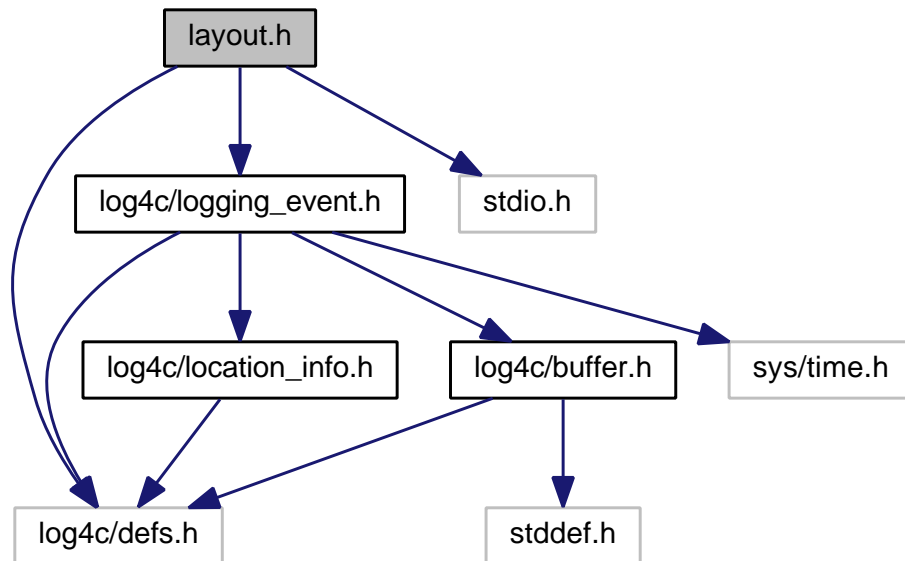 layout.h
log4c/logging_event.h
stdio.h
log4c/location_info.h
log4c/buffer.h
sys/time.h
log4c/defs.h
stddef.h